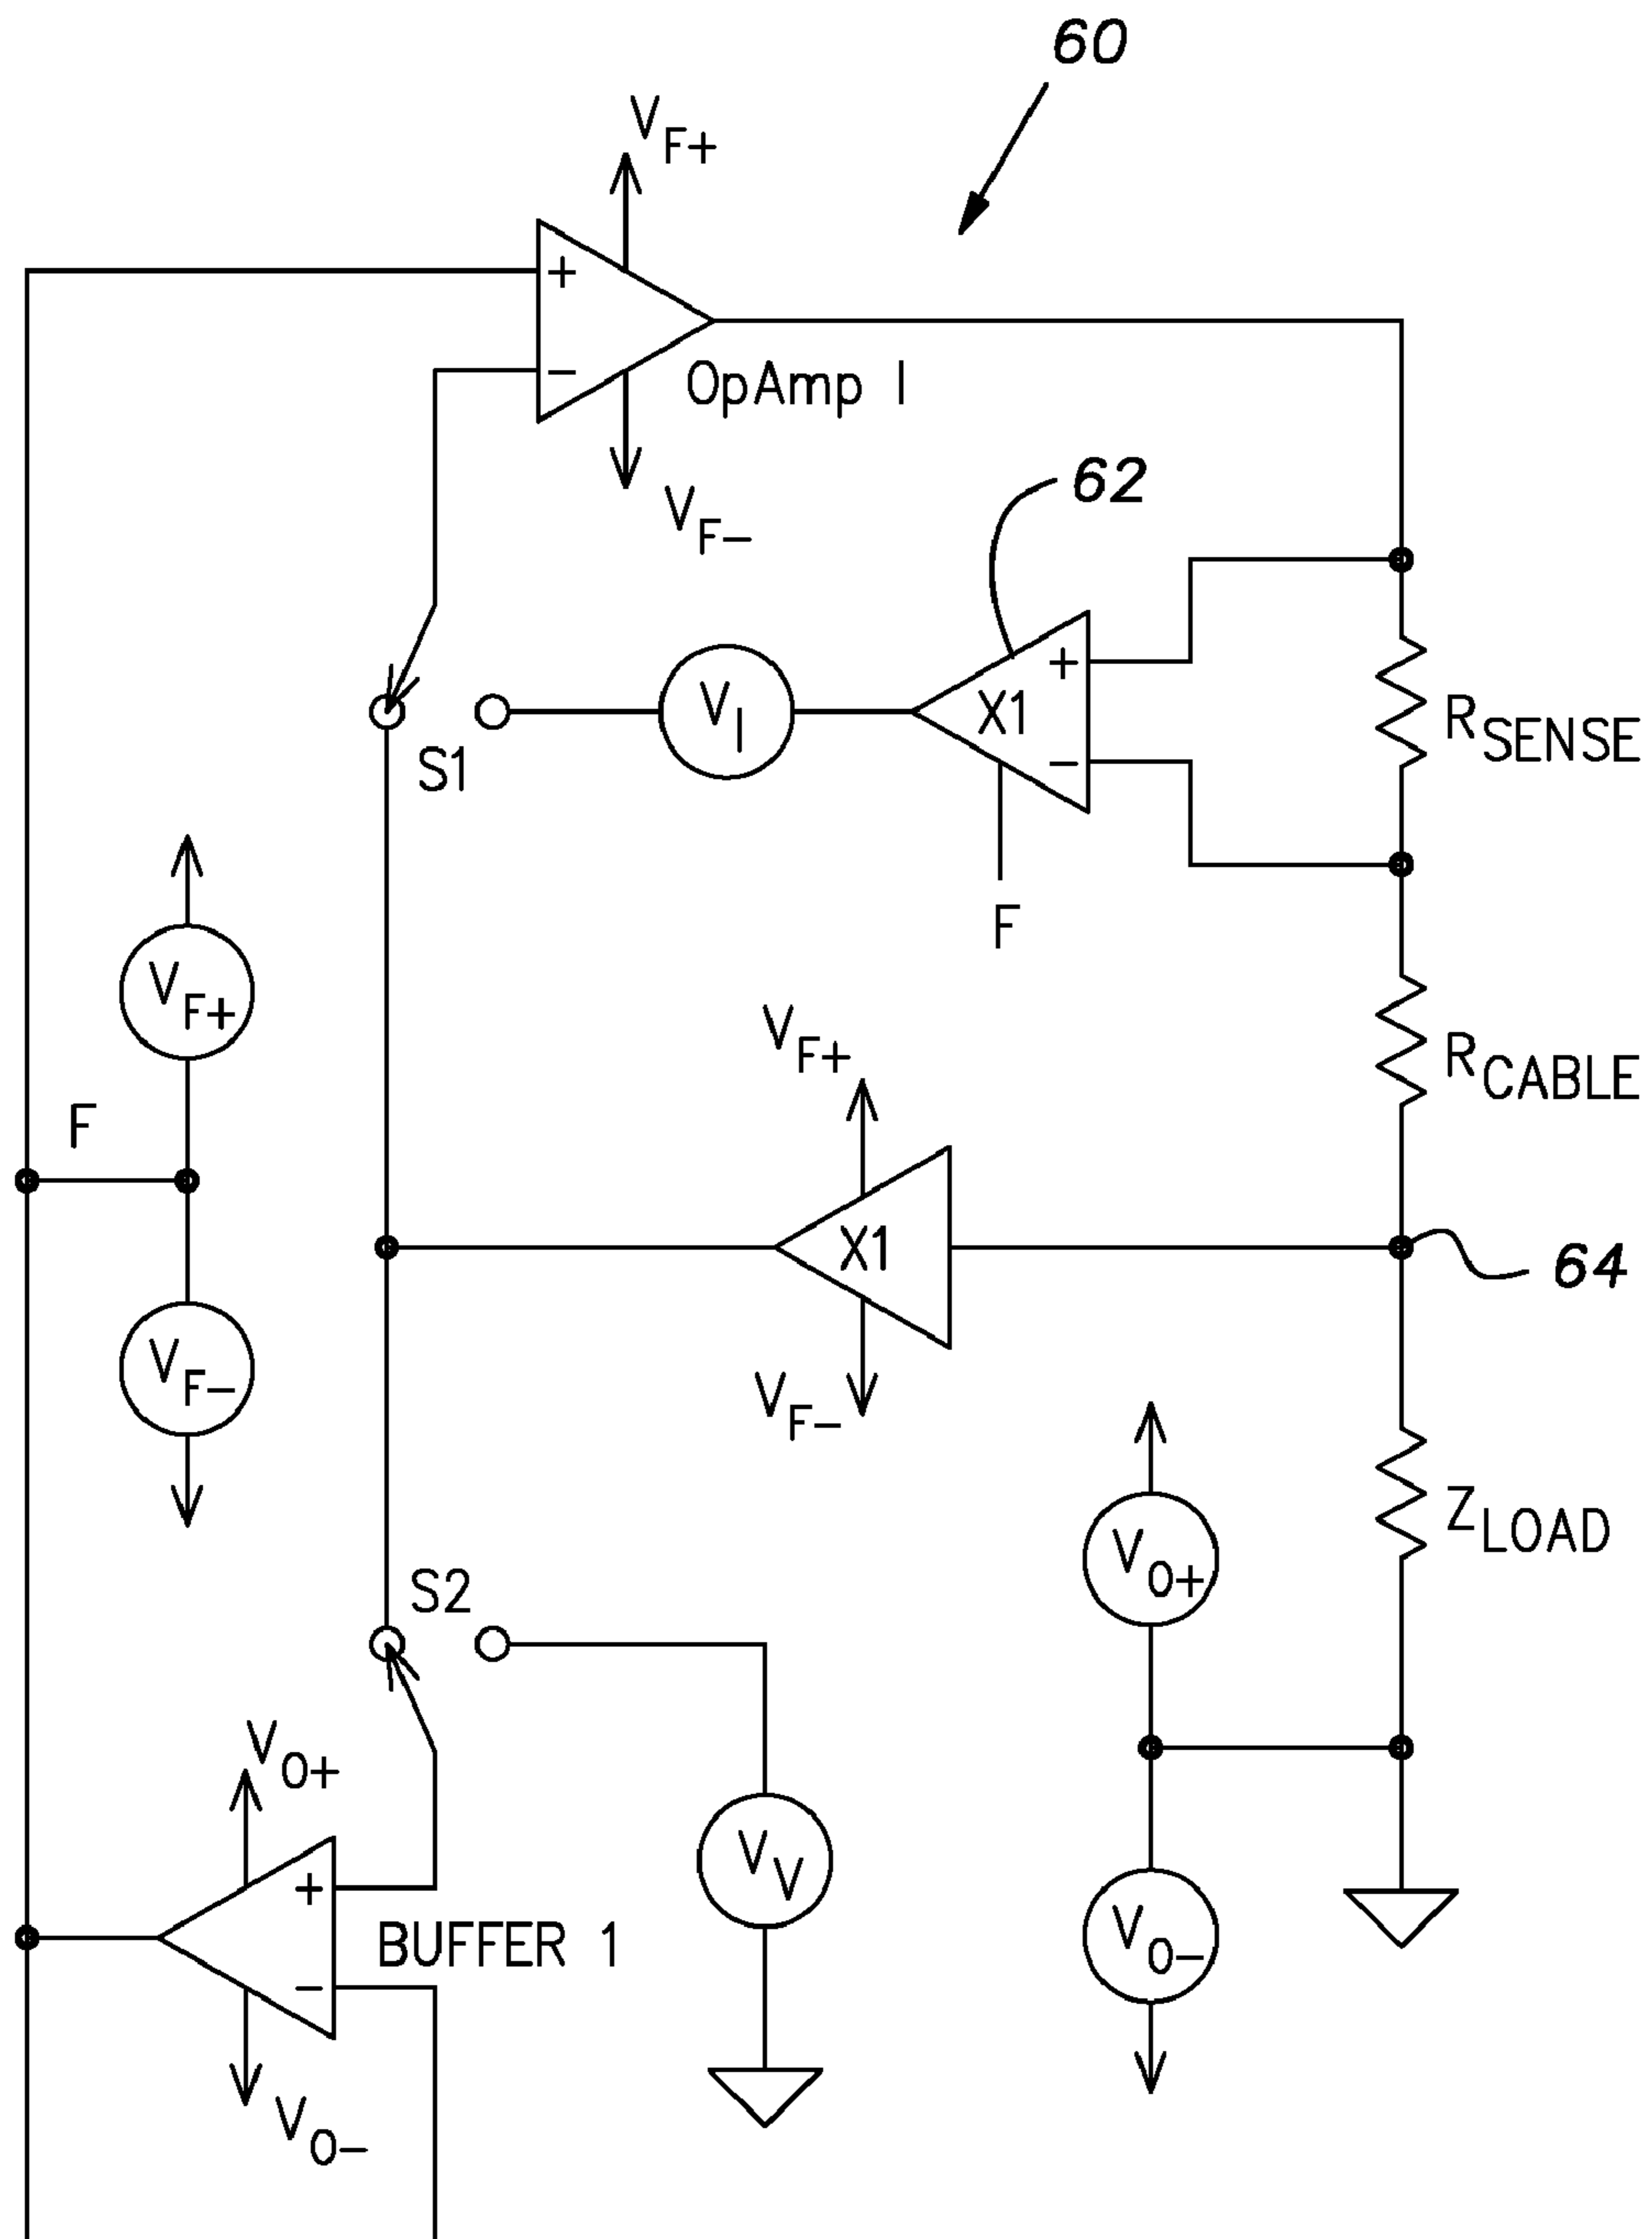 60
VF+
+
−
OpAmp I
VF−
62
+
X1
−
VI
S1
RSENSE
F
VF+
VF+
RCABLE
F
X1
64
VF−
VF−
VO+
ZLOAD
S2
VO+
VV
+
BUFFER 1
−
VO−
VO−